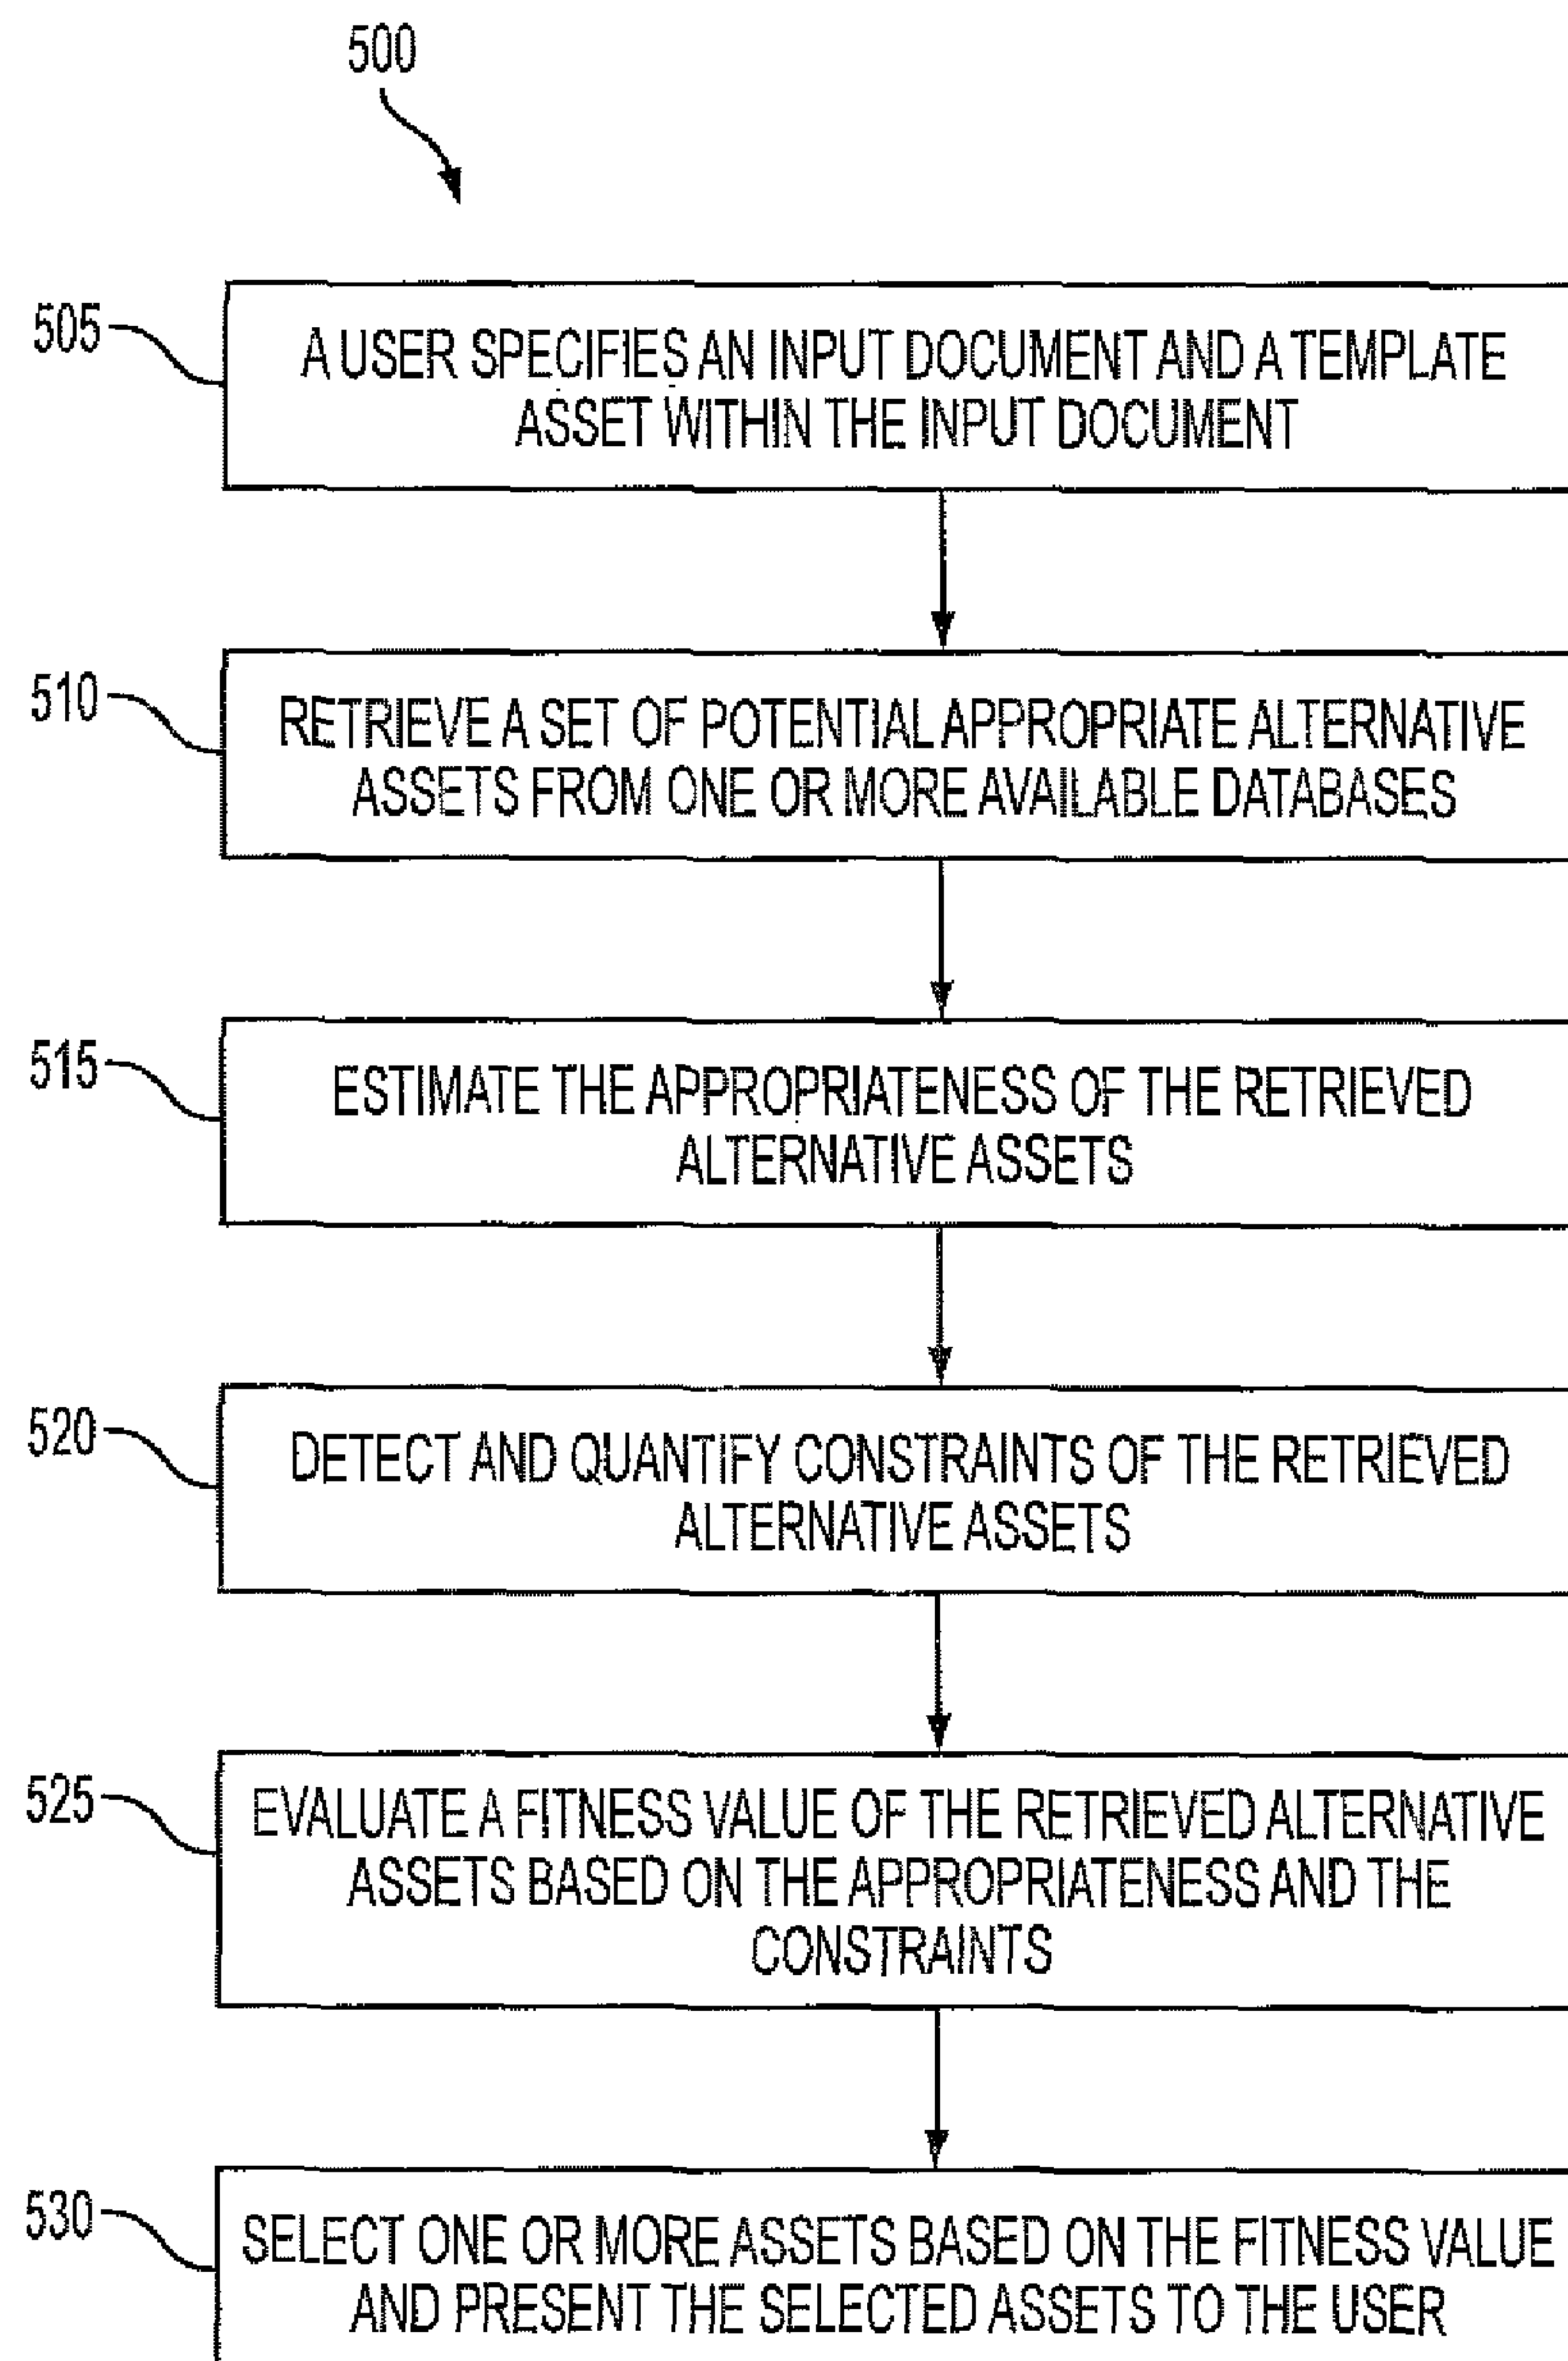 500
505
A USER SPECIFIES AN INPUT DOCUMENT AND A TEMPLATE
ASSET WITHIN THE INPUT DOCUMENT
510
RETRIEVE A SET OF POTENTIAL APPROPRIATE ALTERNATIVE
ASSETS FROM ONE OR MORE AVAILABLE DATABASES
515
ESTIMATE THE APPROPRIATENESS OF THE RETRIEVED
ALTERNATIVE ASSETS
520
DETECT AND QUANTIFY CONSTRAINTS OF THE RETRIEVED
ALTERNATIVE ASSETS
525
EVALUATE A FITNESS VALUE OF THE RETRIEVED ALTERNATIVE
ASSETS BASED ON THE APPROPRIATENESS AND THE
CONSTRAINTS
530
SELECT ONE OR MORE ASSETS BASED ON THE FITNESS VALUE
AND PRESENT THE SELECTED ASSETS TO THE USER